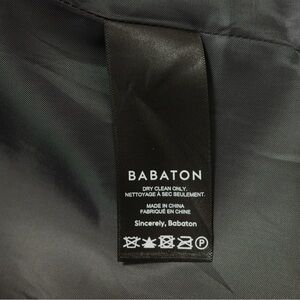 BABATON
DRY CLEAN ONLY.
NETTOYAGE À SEC SEULEMENT.
MADE IN CHINA
FABRIQUÉ EN CHINE
Sincerely, Babaton
P